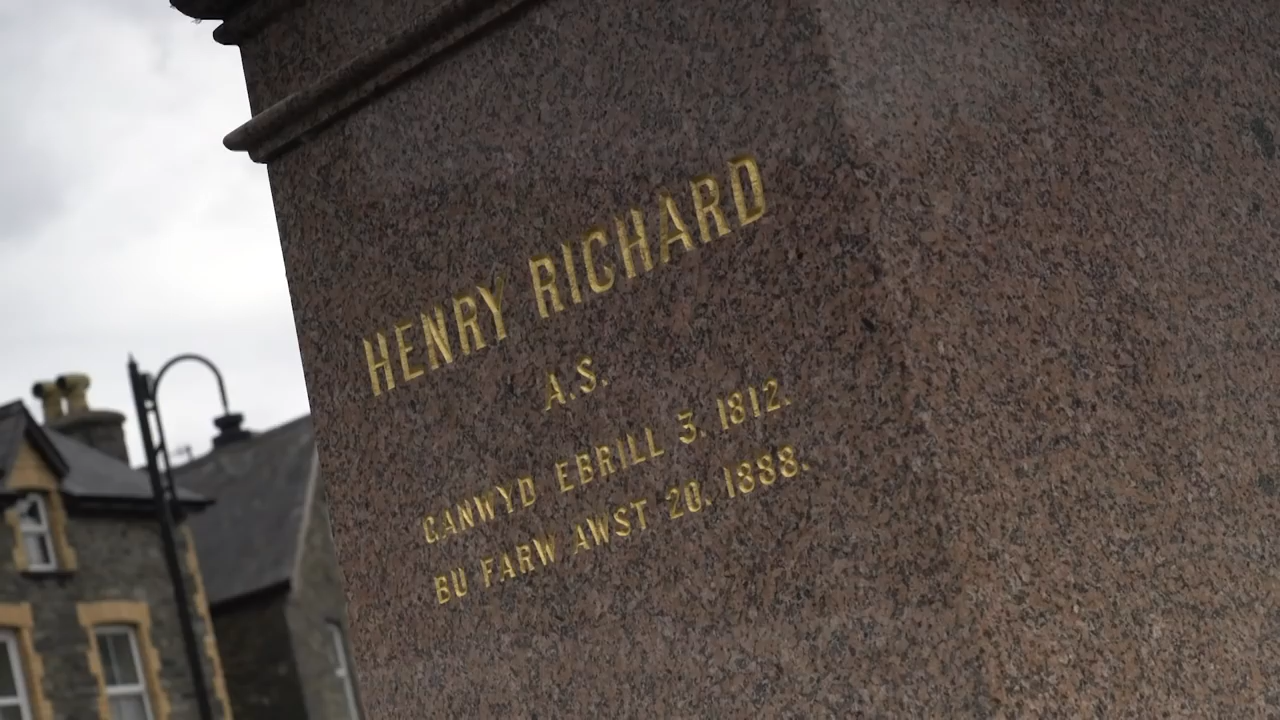 HENRY RICHARD
A.S.
GANWYD EBRILL 3. 1812.
BU FARW AWST 20. 1888.